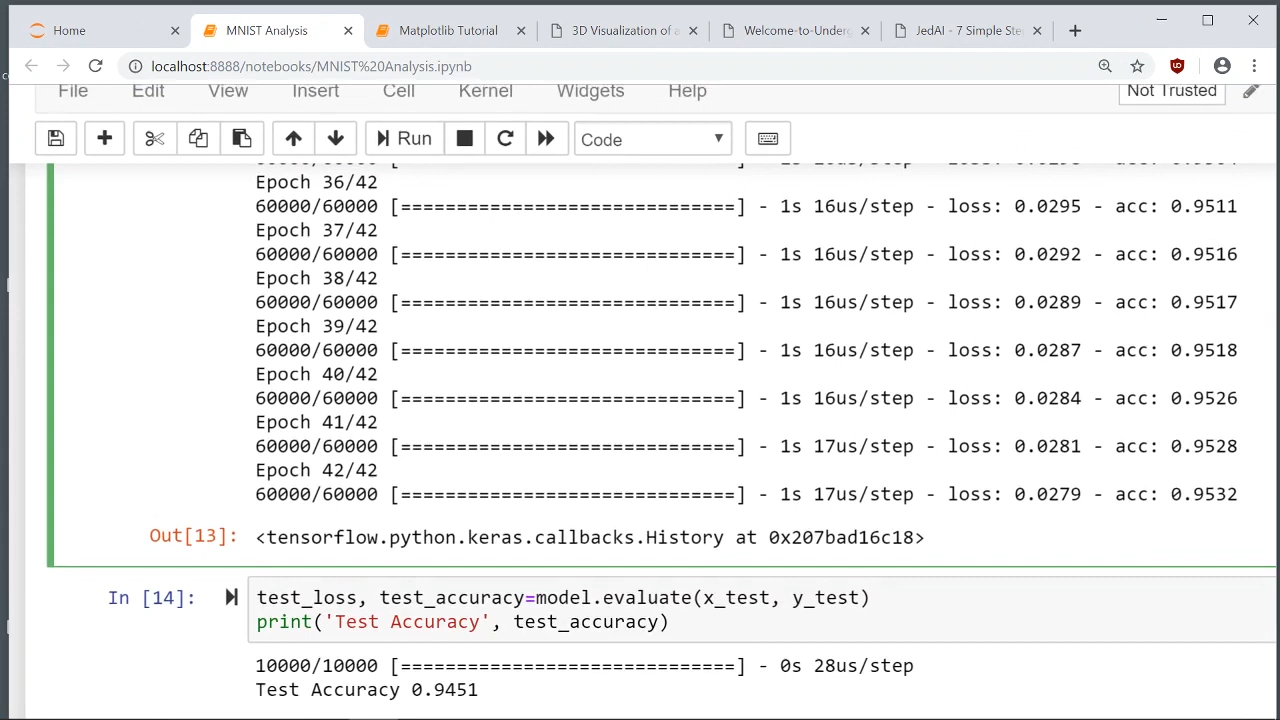 Home
MNIST Analysis
Matplotlib Tutorial
3D Visualization of a
Welcome-to-Underg
JedAI - 7 Simple Ste
localhost:8888/notebooks/MNIST%20Analysis.ipynb
File Edit View Insert Cell Kernel Widgets Help
Not Trusted
Run
Code
Epoch 36/42
60000/60000 [==============================] - 1s 16us/step - loss: 0.0295 - acc: 0.9511
Epoch 37/42
60000/60000 [==============================] - 1s 16us/step - loss: 0.0292 - acc: 0.9516
Epoch 38/42
60000/60000 [==============================] - 1s 16us/step - loss: 0.0289 - acc: 0.9517
Epoch 39/42
60000/60000 [==============================] - 1s 16us/step - loss: 0.0287 - acc: 0.9518
Epoch 40/42
60000/60000 [==============================] - 1s 16us/step - loss: 0.0284 - acc: 0.9526
Epoch 41/42
60000/60000 [==============================] - 1s 17us/step - loss: 0.0281 - acc: 0.9528
Epoch 42/42
60000/60000 [==============================] - 1s 17us/step - loss: 0.0279 - acc: 0.9532
Out[13]: <tensorflow.python.keras.callbacks.History at 0x207bad16c18>
In [14]: test_loss, test_accuracy=model.evaluate(x_test, y_test)
print('Test Accuracy', test_accuracy)
10000/10000 [==============================] - 0s 28us/step
Test Accuracy 0.9451